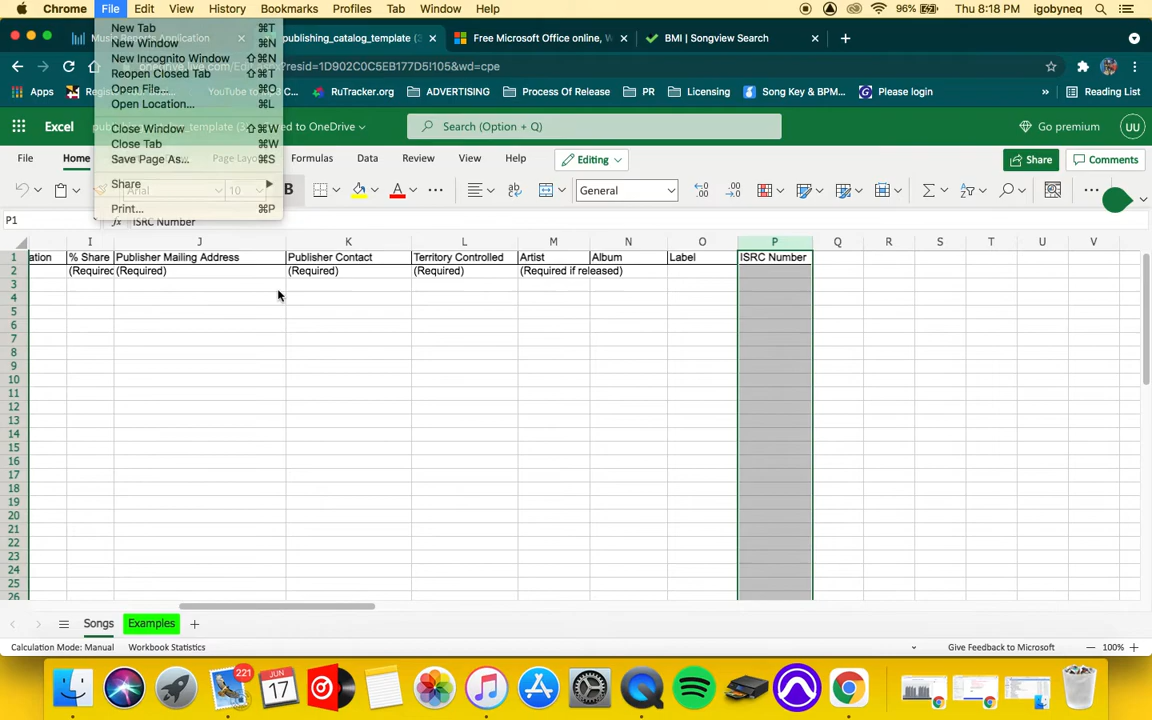 Chrome File Edit View History Bookmarks Profiles Tab Window Help 96% Thu 8:18 PM igobyneq
New Tab ⌘T
New Window ⌘N
New Incognito Window ⇧⌘N
Reopen Closed Tab ⇧⌘T
Open File... ⌘O
Open Location... ⌘L
Close Window ⇧⌘W
Close Tab ⌘W
Save Page As... ⌘S
Share
Print... ⌘P
publishing_catalog_template (3 Free Microsoft Office online, W BMI | Songview Search
?resid=1D902C0C5EB177D5!105&wd=cpe
Apps RuTracker.org ADVERTISING Process Of Release PR Licensing Song Key & BPM... Please login » Reading List
Excel Search (Option + Q) Go premium UU
File Home Formulas Data Review View Help Editing Share Comments
Arial 10 B A General
P1 fx ISRC Number
I J K L M N O P Q R S T U V
1 ation % Share Publisher Mailing Address Publisher Contact Territory Controlled Artist Album Label ISRC Number
2 (Requirec (Required) (Required) (Required) (Required if released)
3
4
5
6
7
8
9
10
11
12
13
14
15
16
17
18
19
20
21
22
23
24
25
26
Songs Examples
Calculation Mode: Manual Workbook Statistics Give Feedback to Microsoft 100%
221
JUN
17